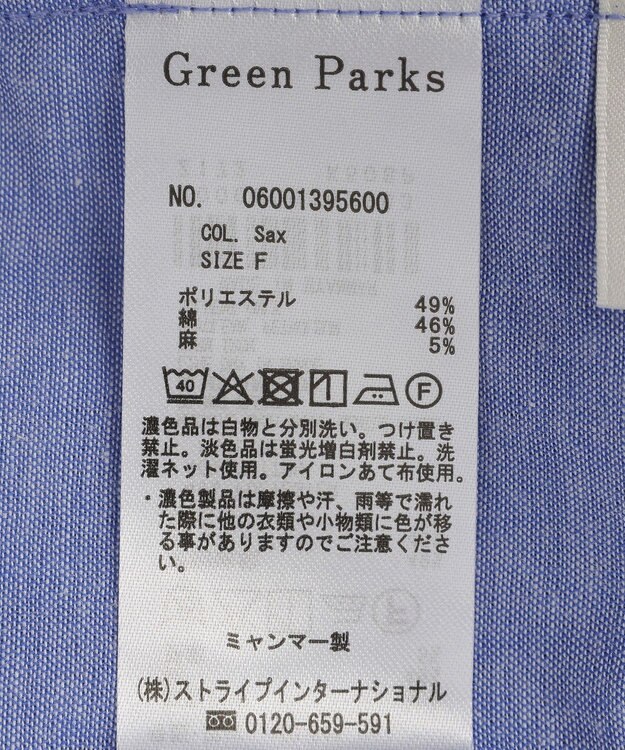 Green Parks
NO. 06001395600
COL. Sax
SIZE F
ポリエステル 49%
綿 46%
麻 5%
40 F
濃色品は白物と分別洗い。つけ置き
禁止。淡色品は蛍光増白剤禁止。洗
濯ネット使用。アイロンあて布使用。
・濃色製品は摩擦や汗、雨等で濡れ
た際に他の衣類や小物類に色が移
る事がありますのでご注意くださ
い。
ミャンマー製
(株)ストライプインターナショナル
0120-659-591